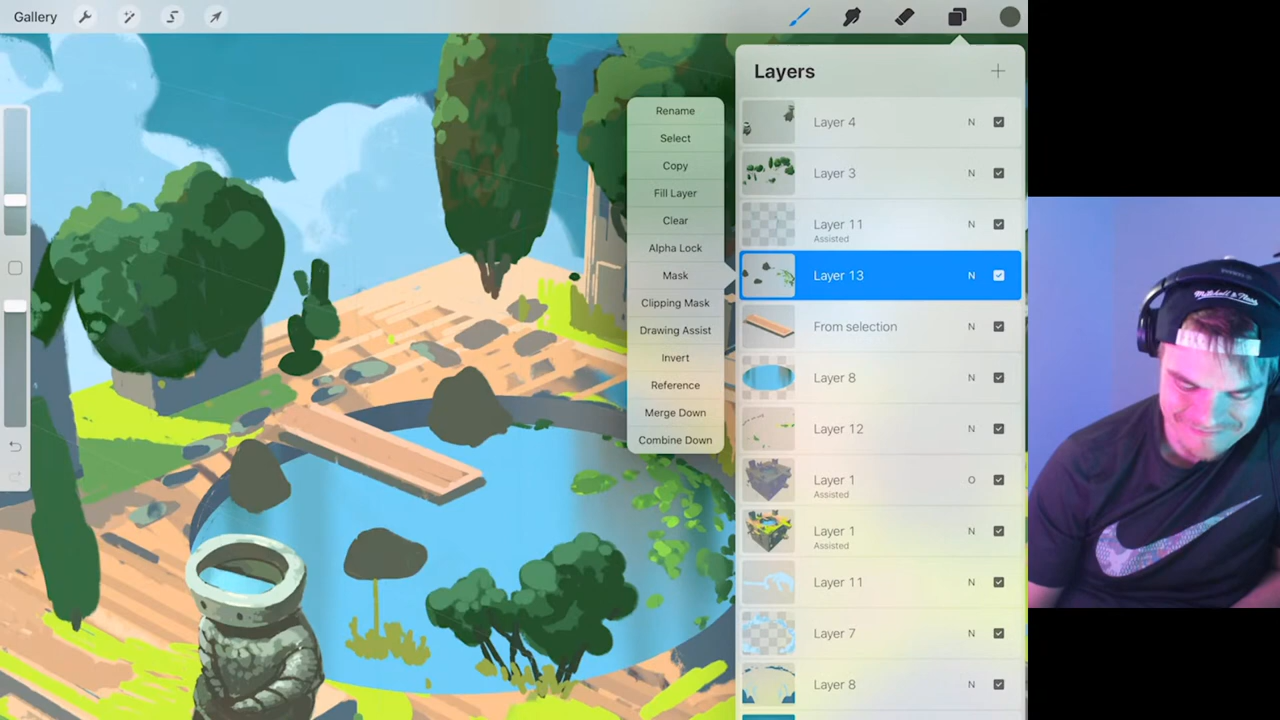 Gallery
Layers
Rename
Select
Copy
Fill Layer
Clear
Alpha Lock
Mask
Clipping Mask
Drawing Assist
Invert
Reference
Merge Down
Combine Down
Layer 4 N
Layer 3 N
Layer 11 N
Assisted
Layer 13 N
From selection N
Layer 8 N
Layer 12 N
Layer 1 O
Assisted
Layer 1 N
Assisted
Layer 11 N
Layer 7 N
Layer 8 N
Mitchell & Ness